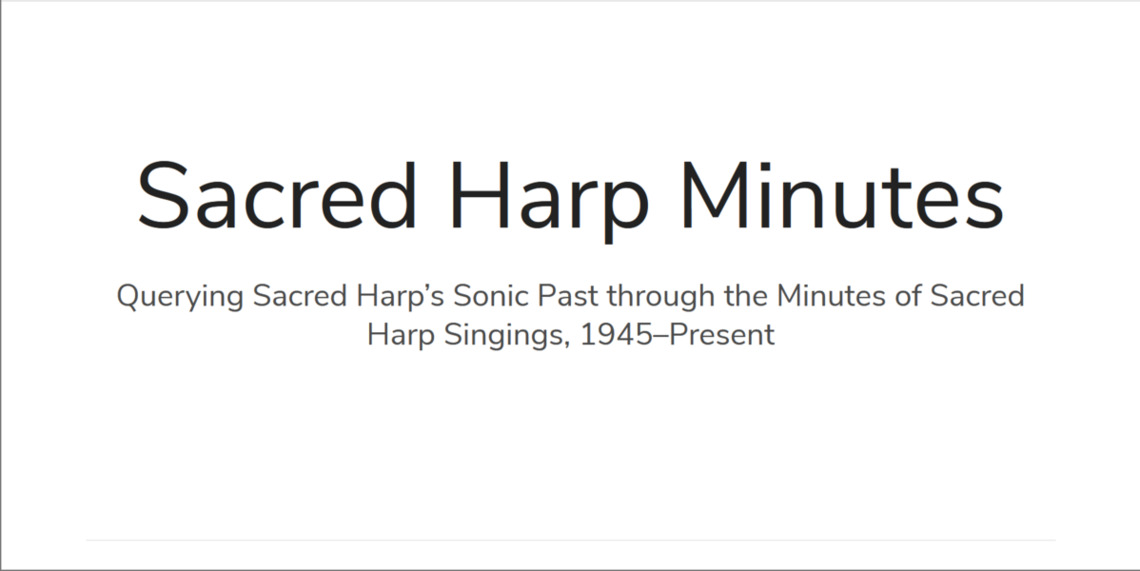 Sacred Harp Minutes
Querying Sacred Harp’s Sonic Past through the Minutes of Sacred
Harp Singings, 1945–Present